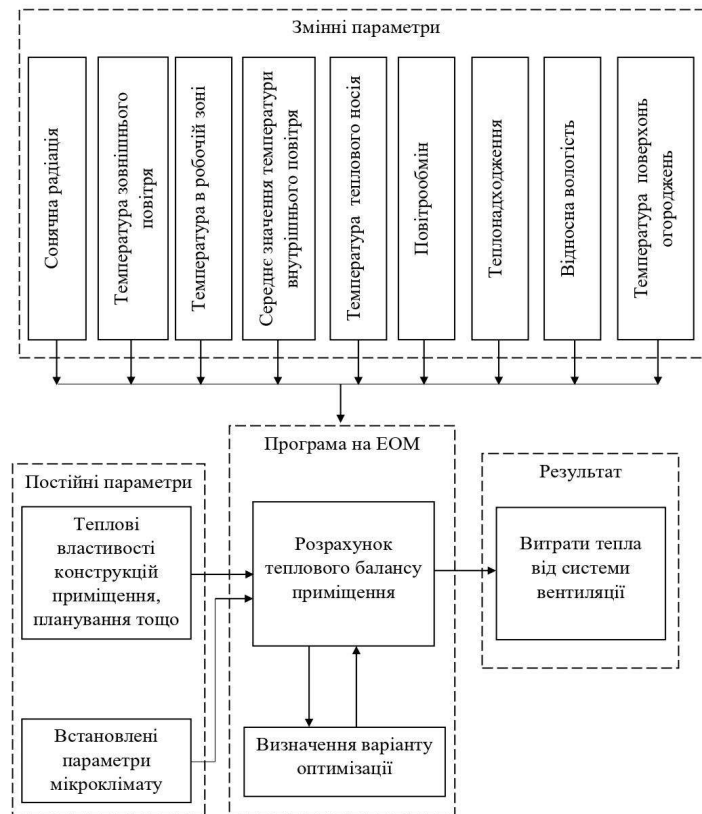 Змінні параметри
Сонячна радіація
Температура зовнішнього
повітря
Температура в робочій зоні
Середнє значення температури
внутрішнього повітря
Температура теплового носія
Повітрообмін
Теплонадходження
Відносна вологість
Температура поверхонь
огороджень
Програма на ЕОМ
Постійні параметри
Результат
Теплові
властивості
конструкцій
приміщення,
планування тощо
Розрахунок
теплового балансу
приміщення
Витрати тепла
від системи
вентиляції
Встановлені
параметри
мікроклімату
Визначення варіанту
оптимізації